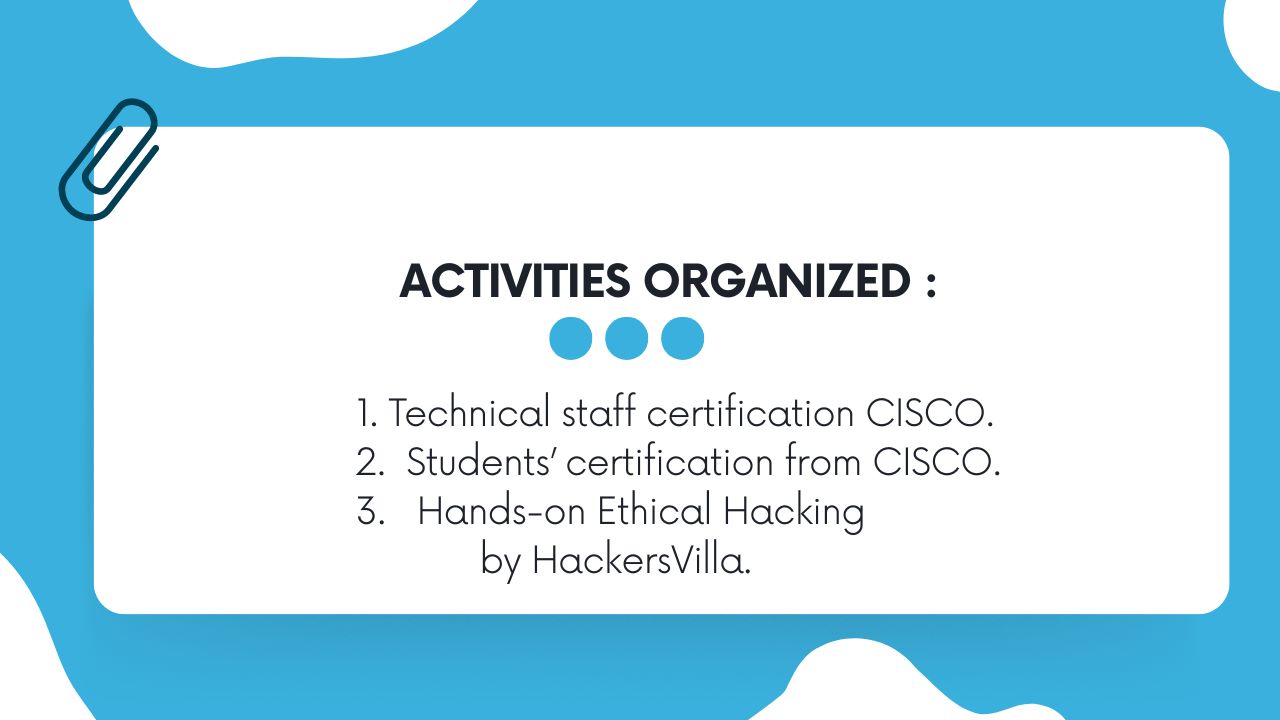 ACTIVITIES ORGANIZED :
1. Technical staff certification CISCO.
2. Students’ certification from CISCO.
3. Hands-on Ethical Hacking
by HackersVilla.